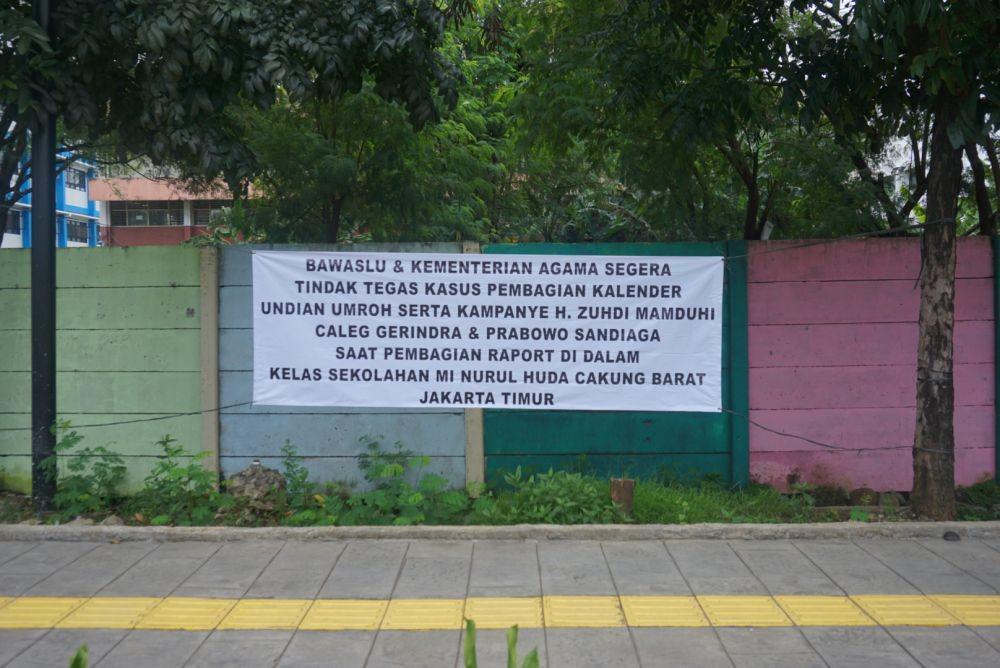 BAWASLU & KEMENTERIAN AGAMA SEGERA
TINDAK TEGAS KASUS PEMBAGIAN KALENDER
UNDIAN UMROH SERTA KAMPANYE H. ZUHDI MAMDUHI
CALEG GERINDRA & PRABOWO SANDIAGA
SAAT PEMBAGIAN RAPORT DI DALAM
KELAS SEKOLAHAN MI NURUL HUDA CAKUNG BARAT
JAKARTA TIMUR